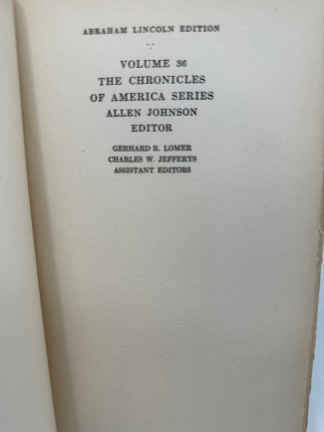 ABRAHAM LINCOLN EDITION
VOLUME 36
THE CHRONICLES
OF AMERICA SERIES
ALLEN JOHNSON
EDITOR
GERHARD R. LOMER
CHARLES W. JEFFERYS
ASSISTANT EDITORS